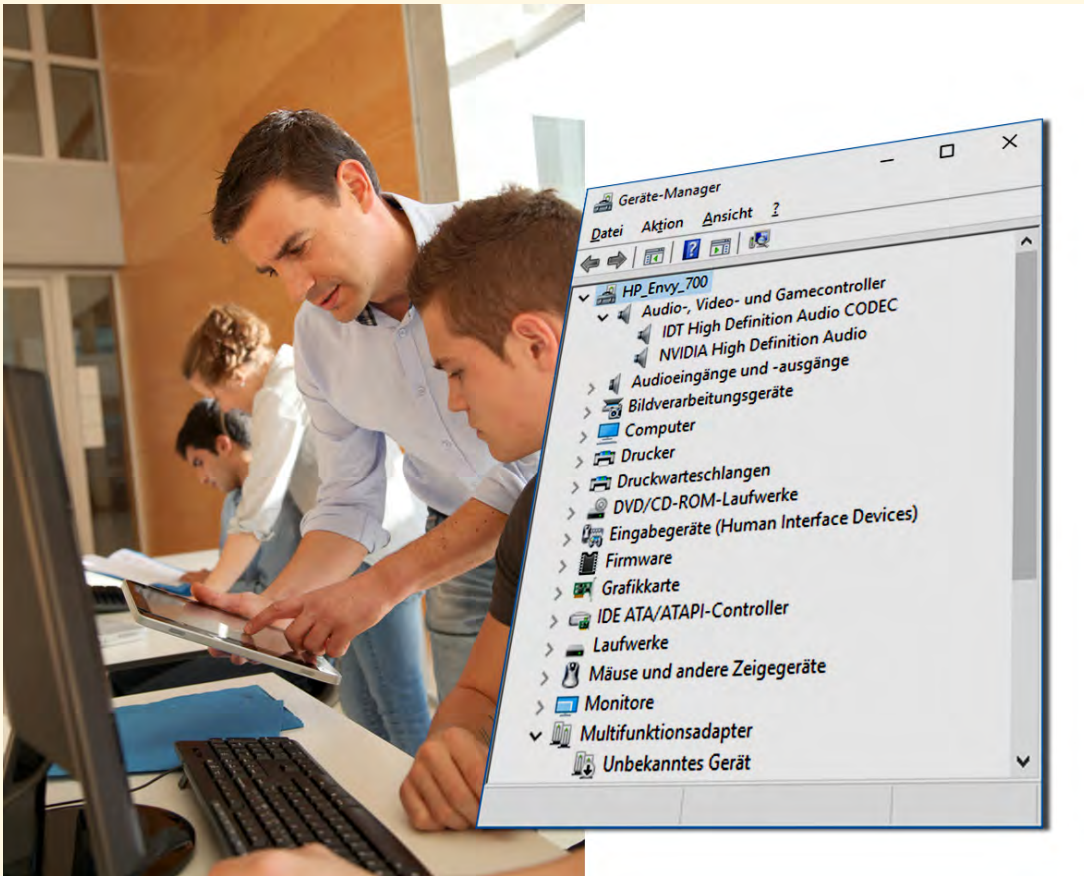 Geräte-Manager
Datei Aktion Ansicht ?
HP_Envy_700
Audio-, Video- und Gamecontroller
IDT High Definition Audio CODEC
NVIDIA High Definition Audio
Audioeingänge und -ausgänge
Bildverarbeitungsgeräte
Computer
Drucker
Druckwarteschlangen
DVD/CD-ROM-Laufwerke
Eingabegeräte (Human Interface Devices)
Firmware
Grafikkarte
IDE ATA/ATAPI-Controller
Laufwerke
Mäuse und andere Zeigegeräte
Monitore
Multifunktionsadapter
Unbekanntes Gerät